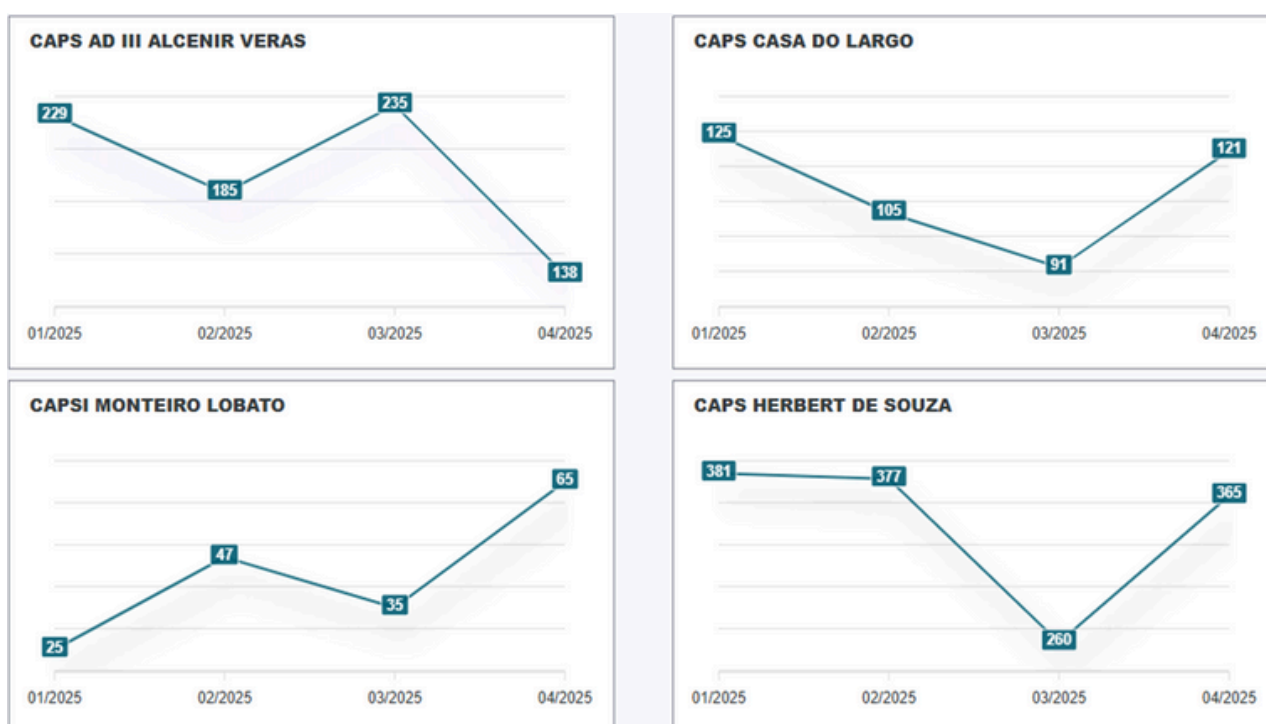 CAPS AD III ALCENIR VERAS
229
185
235
138
01/2025 02/2025 03/2025 04/2025
CAPS CASA DO LARGO
125
105
91
121
01/2025 02/2025 03/2025 04/2025
CAPSI MONTEIRO LOBATO
25
47
35
65
01/2025 02/2025 03/2025 04/2025
CAPS HERBERT DE SOUZA
381
377
260
365
01/2025 02/2025 03/2025 04/2025